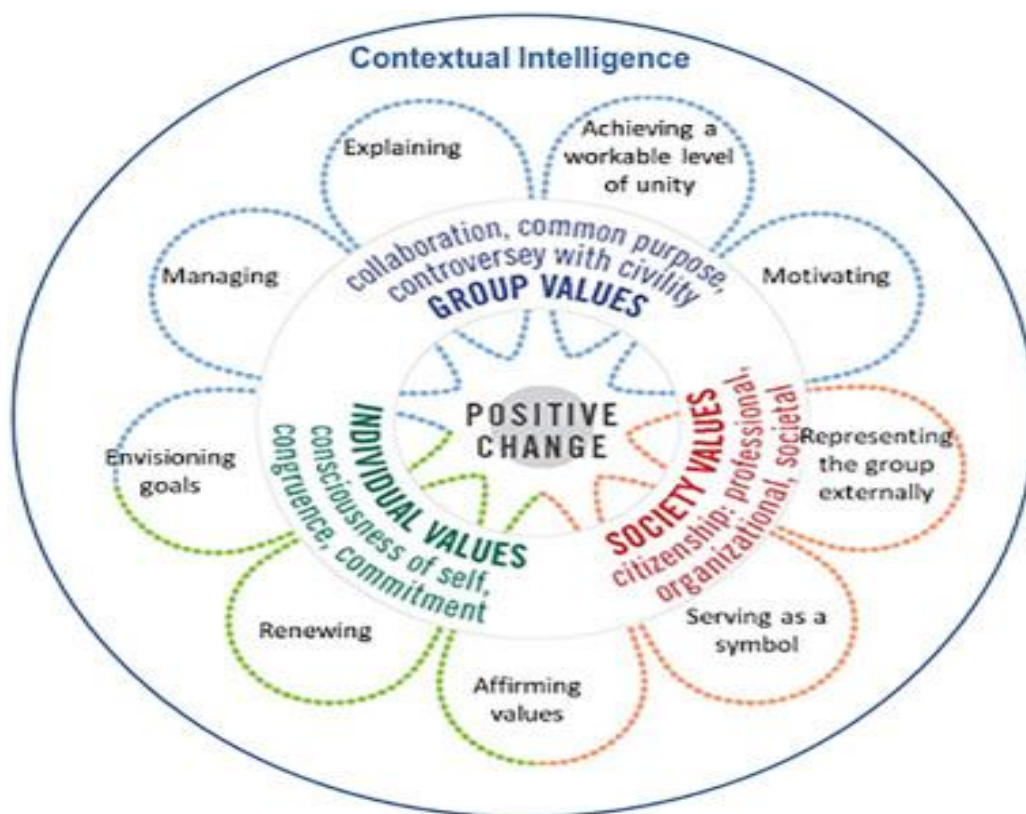 Contextual Intelligence
Explaining
Achieving a
workable level
of unity
Managing
Motivating
collaboration, common purpose,
controversey with civility
GROUP VALUES
POSITIVE
CHANGE
INDIVIDUAL VALUES
consciousness of self,
congruence, commitment
SOCIETY VALUES
citizenship: professional,
organizational, societal
Envisioning
goals
Representing
the group
externally
Renewing
Serving as a
symbol
Affirming
values